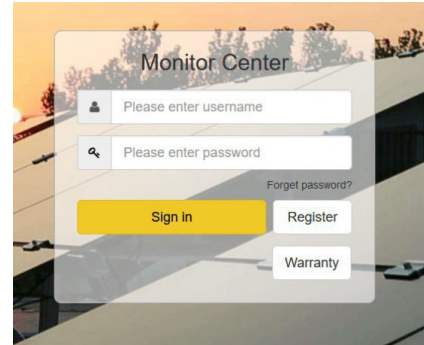 Monitor Center
Please enter username
Please enter password
Forget password?
Sign in
Register
Warranty